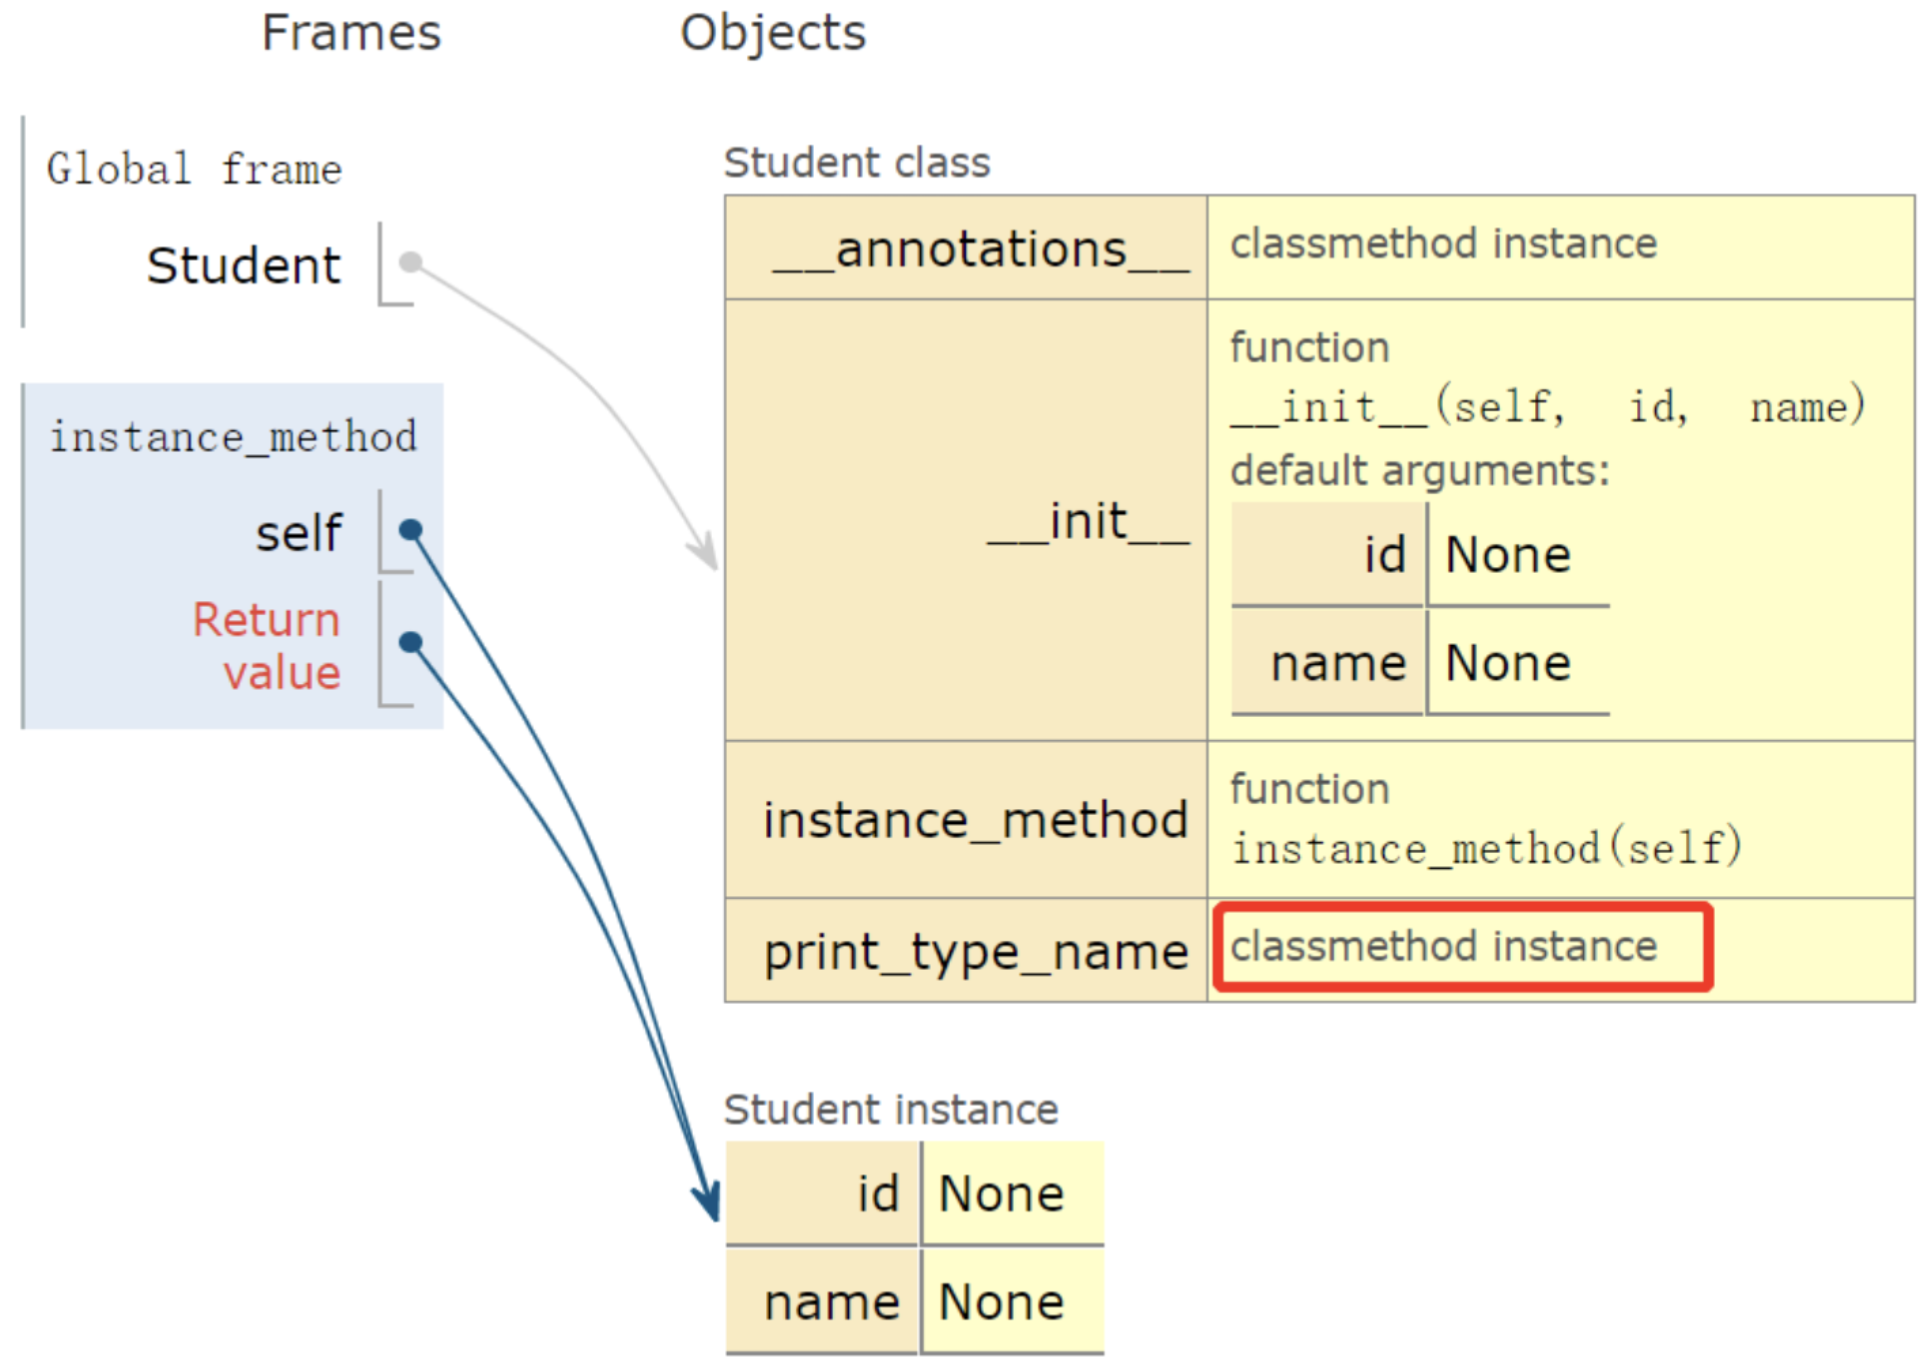 Frames
Objects
Global frame
Student
instance_method
self
Return
value
Student class
__annotations__
classmethod instance
__init__
function
__init__(self, id, name)
default arguments:
id None
name None
instance_method
function
instance_method(self)
print_type_name
classmethod instance
Student instance
id None
name None